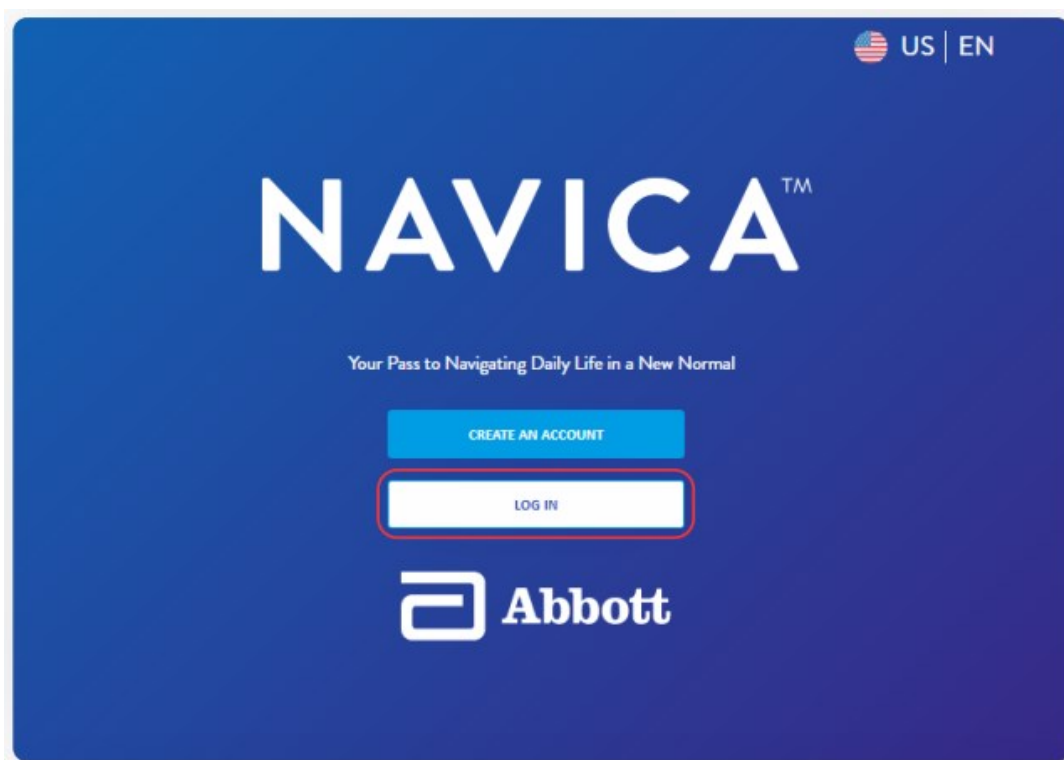 US | EN
NAVICA™
Your Pass to Navigating Daily Life in a New Normal
CREATE AN ACCOUNT
LOG IN
Abbott